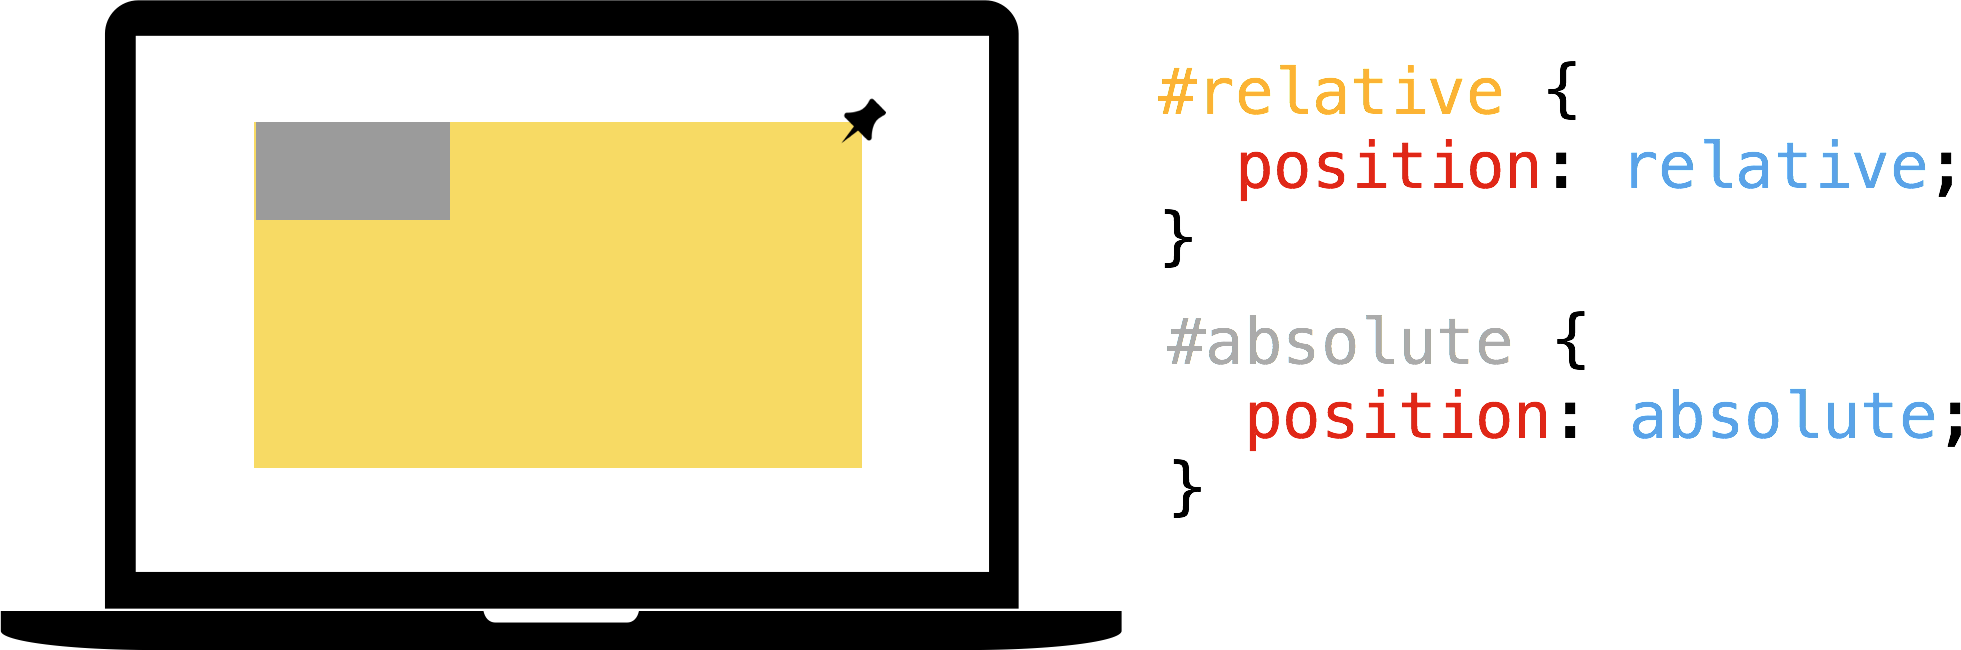 #relative {
  position: relative;
}
#absolute {
  position: absolute;
}